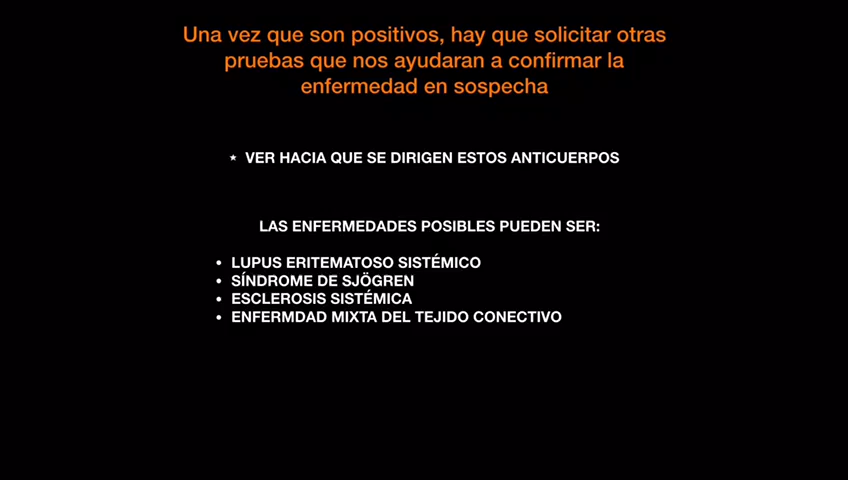 Una vez que son positivos, hay que solicitar otras
pruebas que nos ayudaran a confirmar la
enfermedad en sospecha
★ VER HACIA QUE SE DIRIGEN ESTOS ANTICUERPOS
LAS ENFERMEDADES POSIBLES PUEDEN SER:
• LUPUS ERITEMATOSO SISTÉMICO
• SÍNDROME DE SJÖGREN
• ESCLEROSIS SISTÉMICA
• ENFERMDAD MIXTA DEL TEJIDO CONECTIVO